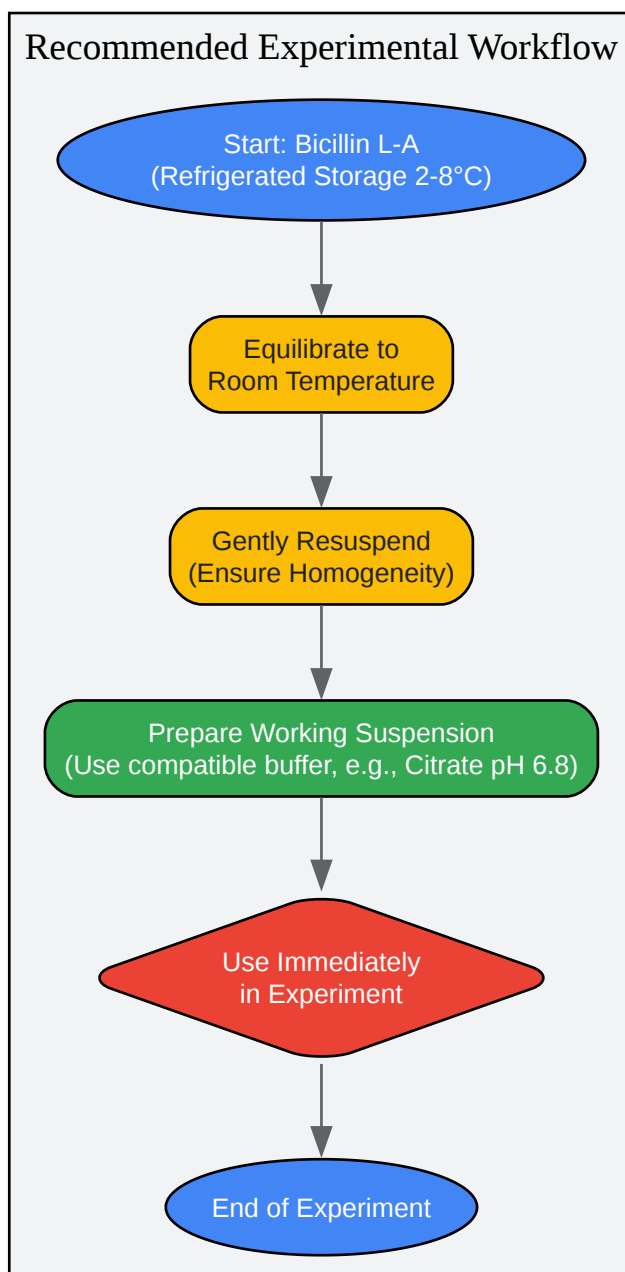 Recommended Experimental Workflow
Start: Bicillin L-A
(Refrigerated Storage 2-8°C)
Equilibrate to
Room Temperature
Gently Resuspend
(Ensure Homogeneity)
Prepare Working Suspension
(Use compatible buffer, e.g., Citrate pH 6.8)
Use Immediately
in Experiment
End of Experiment